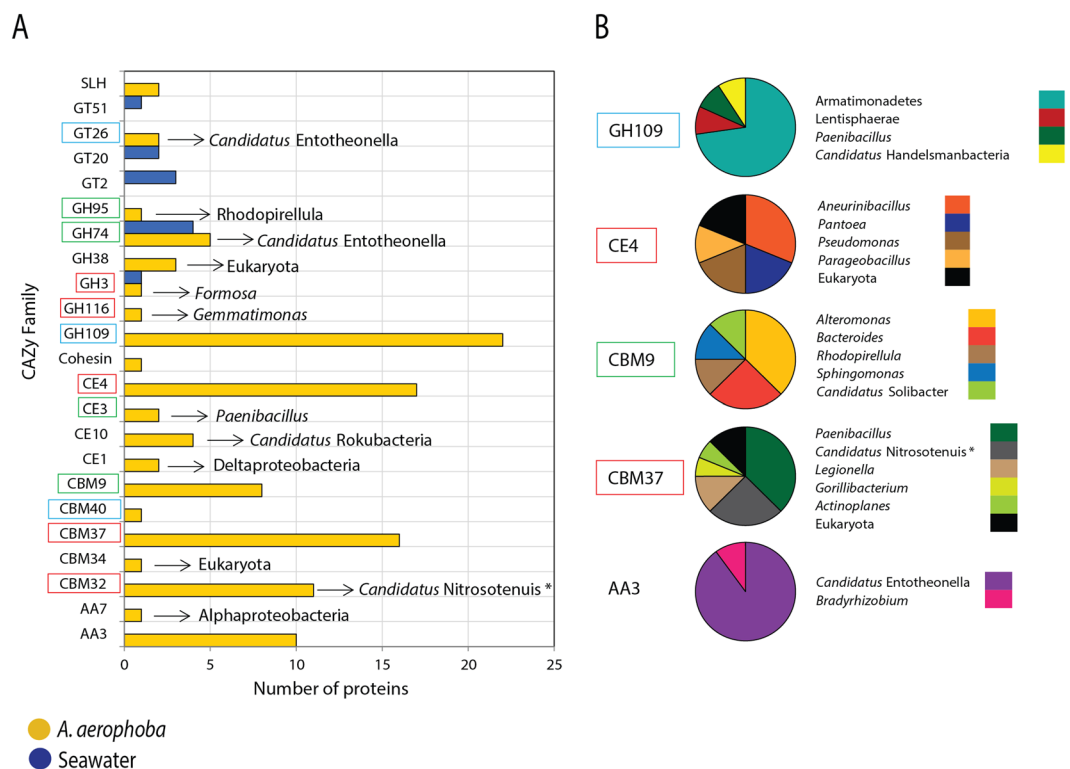 A
CAZy Family
SLH
GT51
GT26
Candidatus Entotheonella
GT20
GT2
GH95
Rhodopirellula
GH74
Candidatus Entotheonella
GH38
Eukaryota
GH3
Formosa
GH116
Gemmatimonas
GH109
Cohesin
CE4
CE3
Paenibacillus
CE10
Candidatus Rokubacteria
CE1
Deltaproteobacteria
CBM9
CBM40
CBM37
CBM34
Eukaryota
CBM32
Candidatus Nitrosotenuis *
AA7
Alphaproteobacteria
AA3
0 5 10 15 20 25
Number of proteins
A. aerophoba
Seawater
B
GH109
Armatimonadetes
Lentisphaerae
Paenibacillus
Candidatus Handelsmanbacteria
CE4
Aneurinibacillus
Pantoea
Pseudomonas
Parageobacillus
Eukaryota
CBM9
Alteromonas
Bacteroides
Rhodopirellula
Sphingomonas
Candidatus Solibacter
CBM37
Paenibacillus
Candidatus Nitrosotenuis *
Legionella
Gorillibacterium
Actinoplanes
Eukaryota
AA3
Candidatus Entotheonella
Bradyrhizobium